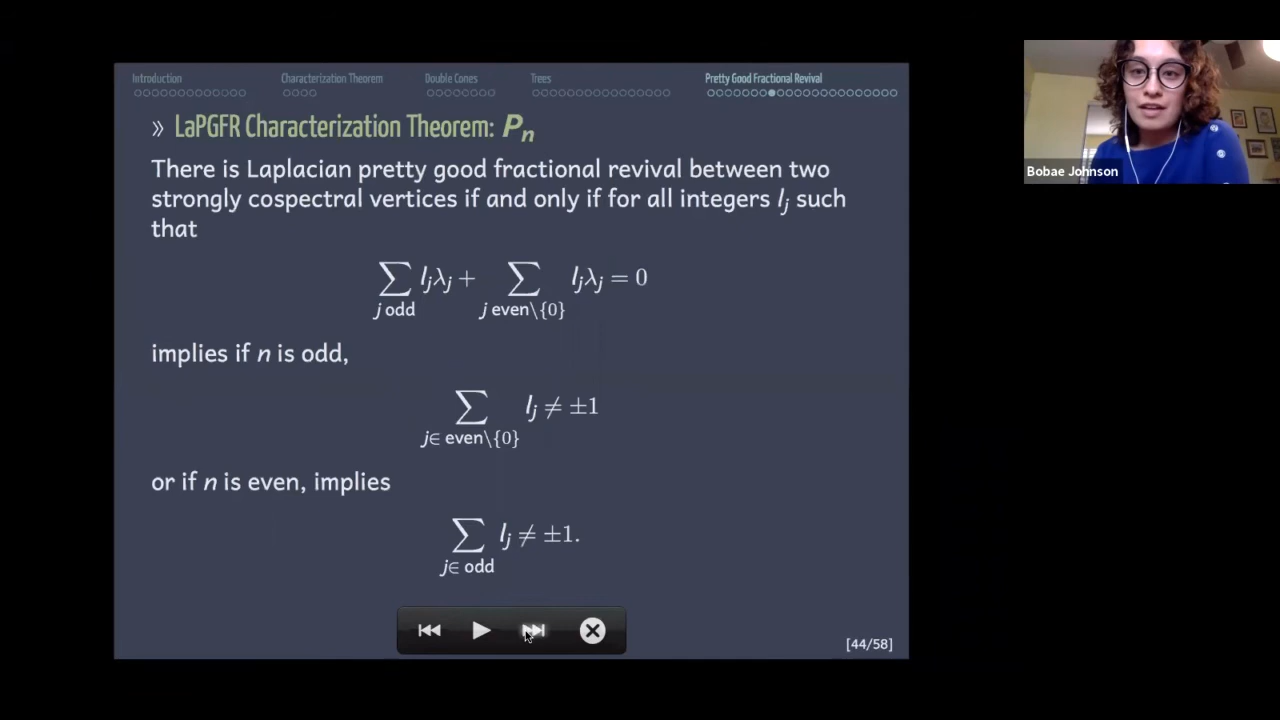 Introduction Characterization Theorem Double Cones Trees Pretty Good Fractional Revival
» LaPGFR Characterization Theorem: Pₙ
There is Laplacian pretty good fractional revival between two
strongly cospectral vertices if and only if for all integers lⱼ such
that
∑ lⱼλⱼ + ∑ lⱼλⱼ = 0
j odd j even\{0}
implies if n is odd,
∑ lⱼ ≠ ±1
j∈ even\{0}
or if n is even, implies
∑ lⱼ ≠ ±1.
j∈ odd
[44/58]
Bobae Johnson